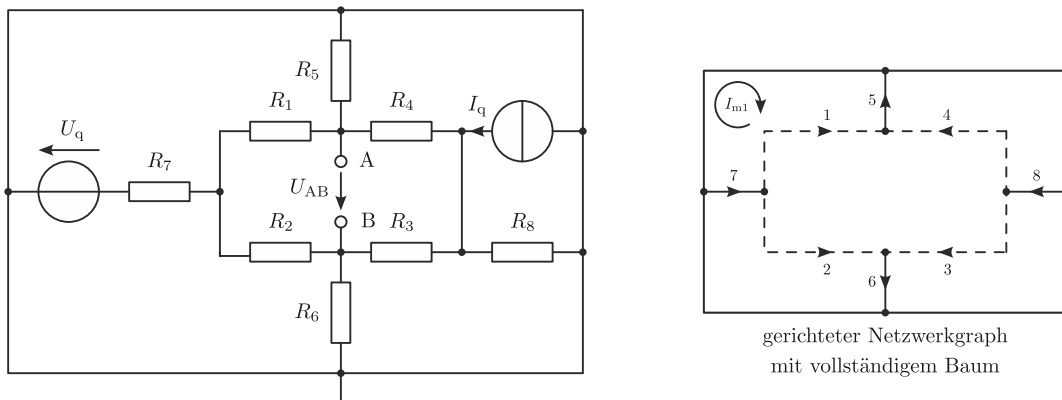 R5
R1
R4
Iq
Uq
R7
A
UAB
B
R2
R3
R8
R6
Im1
1
5
4
7
8
2
6
3
gerichteter Netzwerkgraph
mit vollständigem Baum